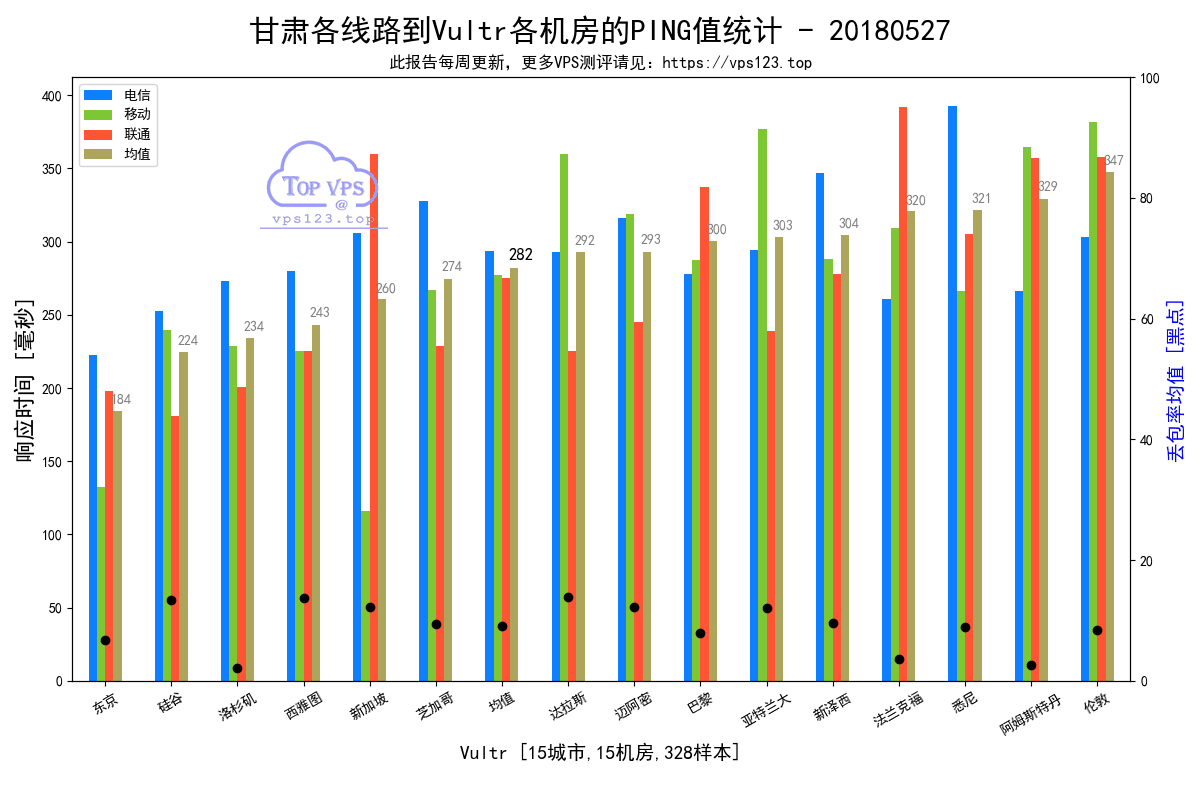 甘肃各线路到Vultr各机房的PING值统计 - 20180527
此报告每周更新，更多VPS测评请见：https://vps123.top
电信
移动
联通
均值
TOP VPS
@
vps123.top
响应时间 [毫秒]
400
350
300
250
200
150
100
50
0
184
224
234
243
260
274
282
292
293
300
303
304
320
321
329
347
100
80
60
40
20
0
丢包率均值 [黑点]
东京
硅谷
洛杉矶
西雅图
新加坡
芝加哥
均值
达拉斯
迈阿密
巴黎
亚特兰大
新泽西
法兰克福
悉尼
阿姆斯特丹
伦敦
Vultr [15城市,15机房,328样本]